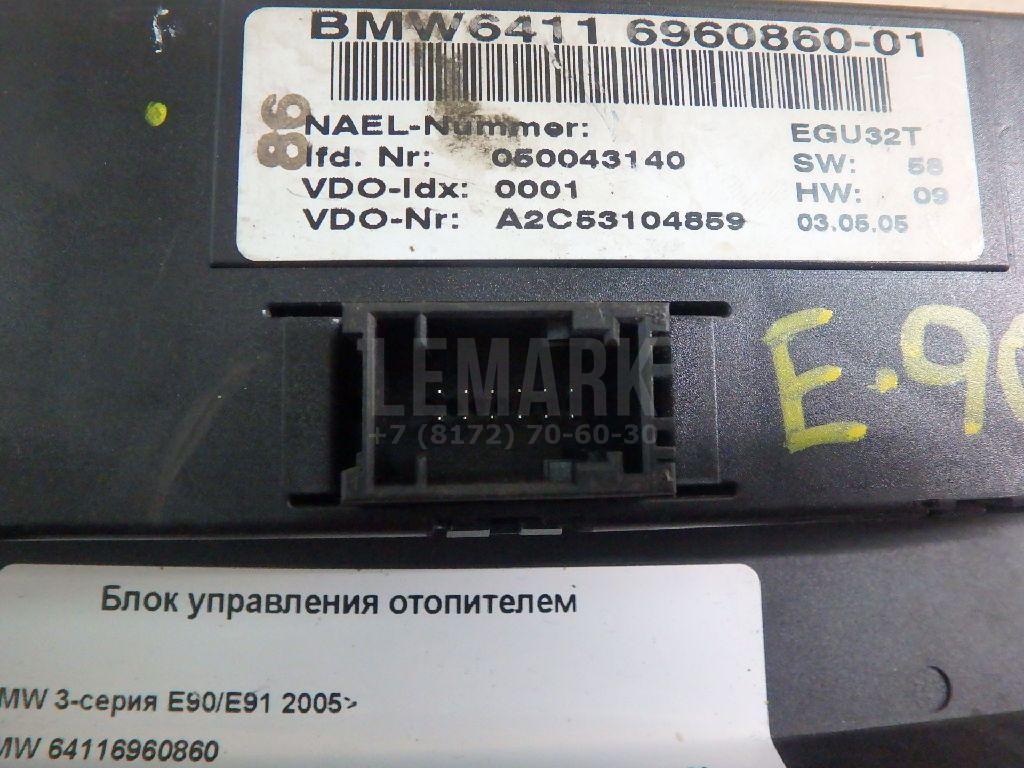 BMW6411 6960860-01
86
NAEL-Nummer: EGU32T
lfd. Nr: 050043140 SW: 58
VDO-Idx: 0001 HW: 09
VDO-Nr: A2C53104859 03.05.05
E.90
LEMARK
+7 (8172) 70-60-30
Блок управления отопителем
MW 3-серия E90/E91 2005>
MW 64116960860